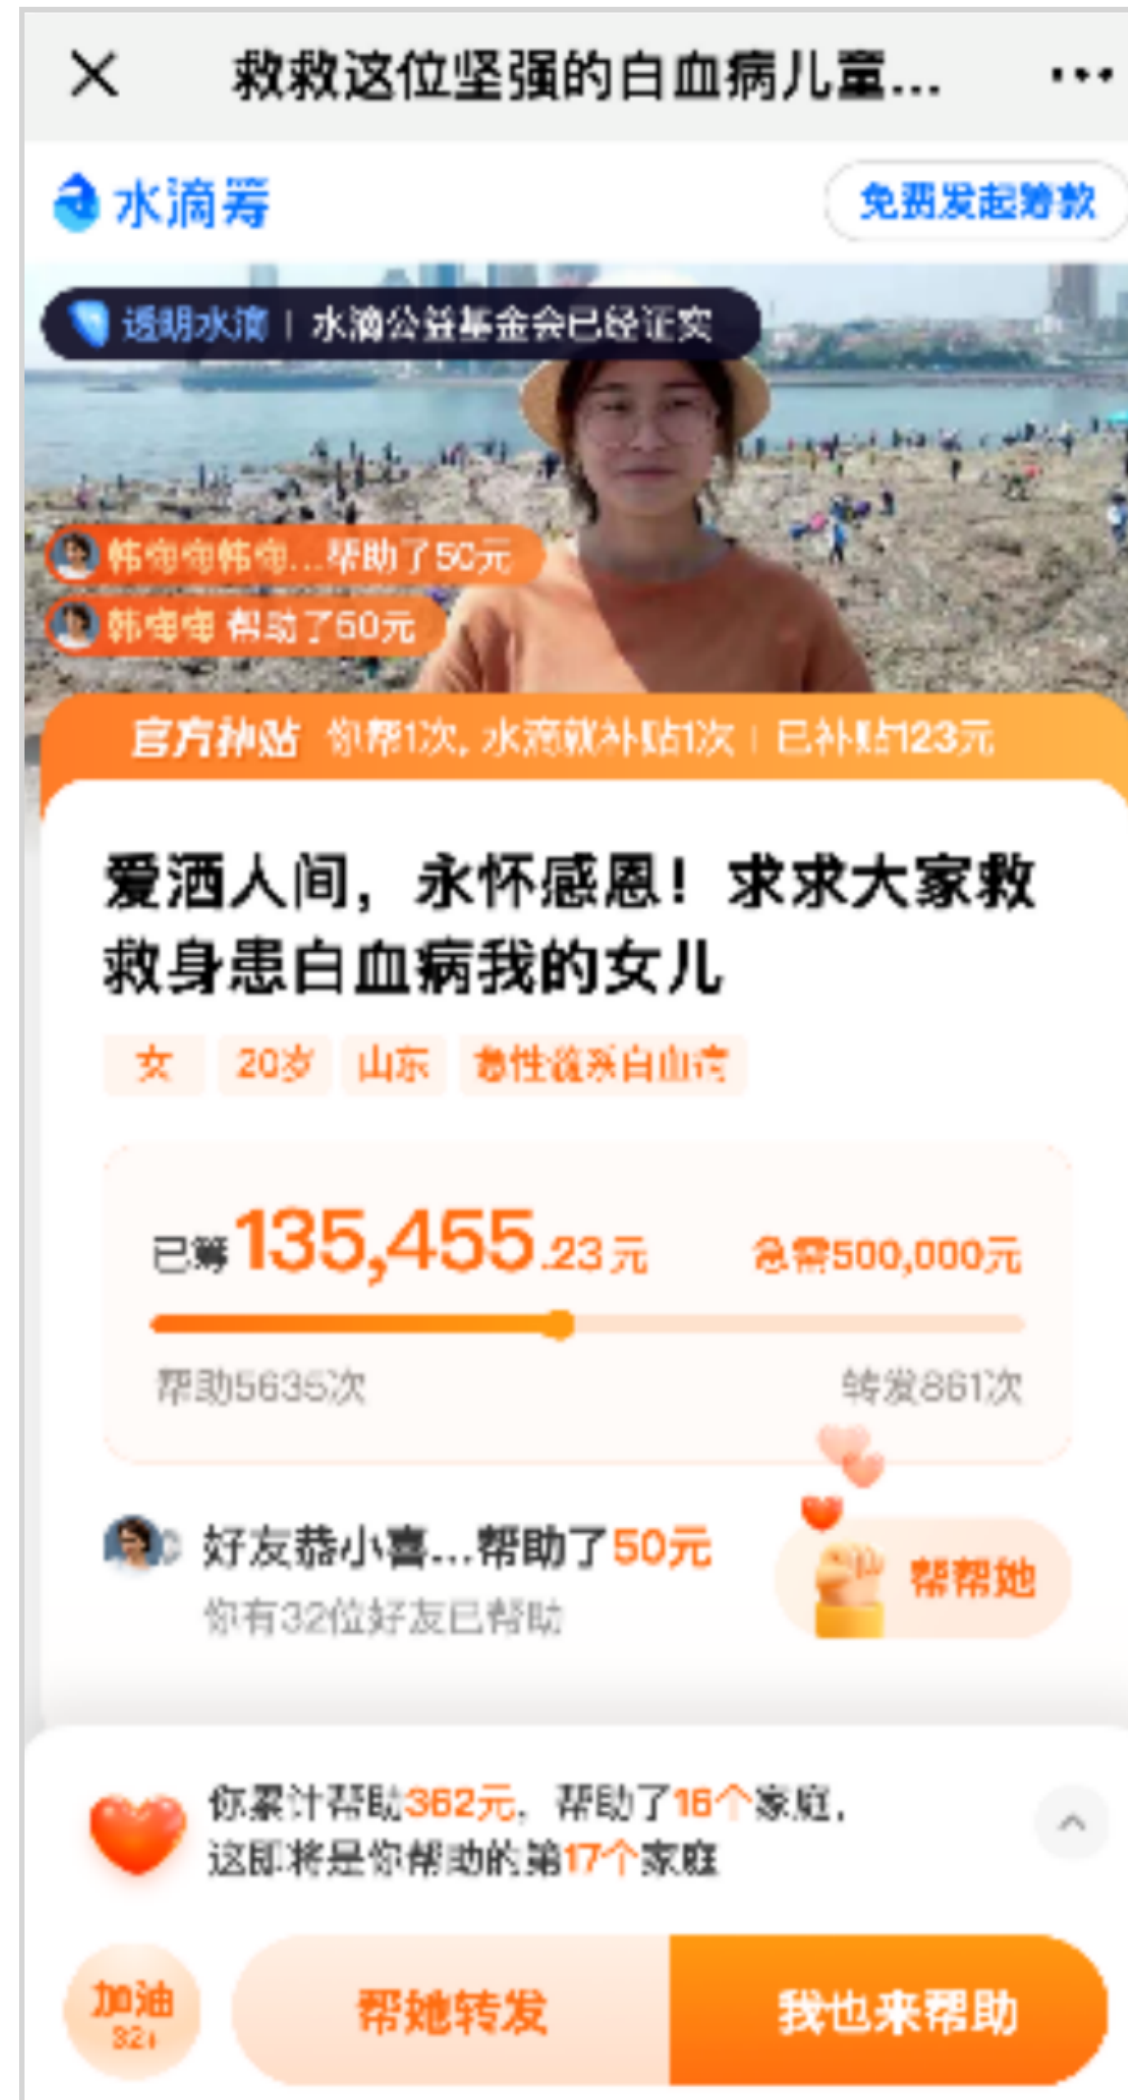 救救这位坚强的白血病儿童...
水滴筹
免费发起筹款
透明水滴 | 水滴公益基金会已经证实
韩梅梅韩梅...帮助了50元
韩梅梅 帮助了50元
官方补贴 你帮1次, 水滴就补贴1次 | 已补贴123元
爱洒人间，永怀感恩！求求大家救
救身患白血病我的女儿
女 20岁 山东 急性髓系白血病
已筹135,455.23元 急需500,000元
帮助5635次 转发861次
好友恭小喜...帮助了50元
你有32位好友已帮助
帮帮她
你累计帮助362元，帮助了16个家庭，
这即将是你帮助的第17个家庭
加油
帮她转发
我也来帮助